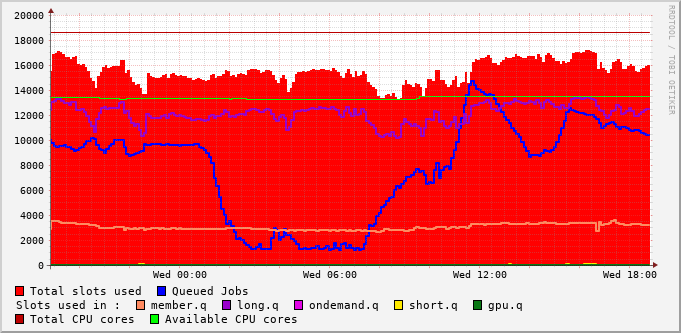 20000
18000
16000
14000
12000
10000
8000
6000
4000
2000
0
Wed 00:00 Wed 06:00 Wed 12:00 Wed 18:00
Total slots used Queued Jobs
Slots used in : member.q long.q ondemand.q short.q gpu.q
Total CPU cores Available CPU cores
RRDTOOL / TOBI OETIKER